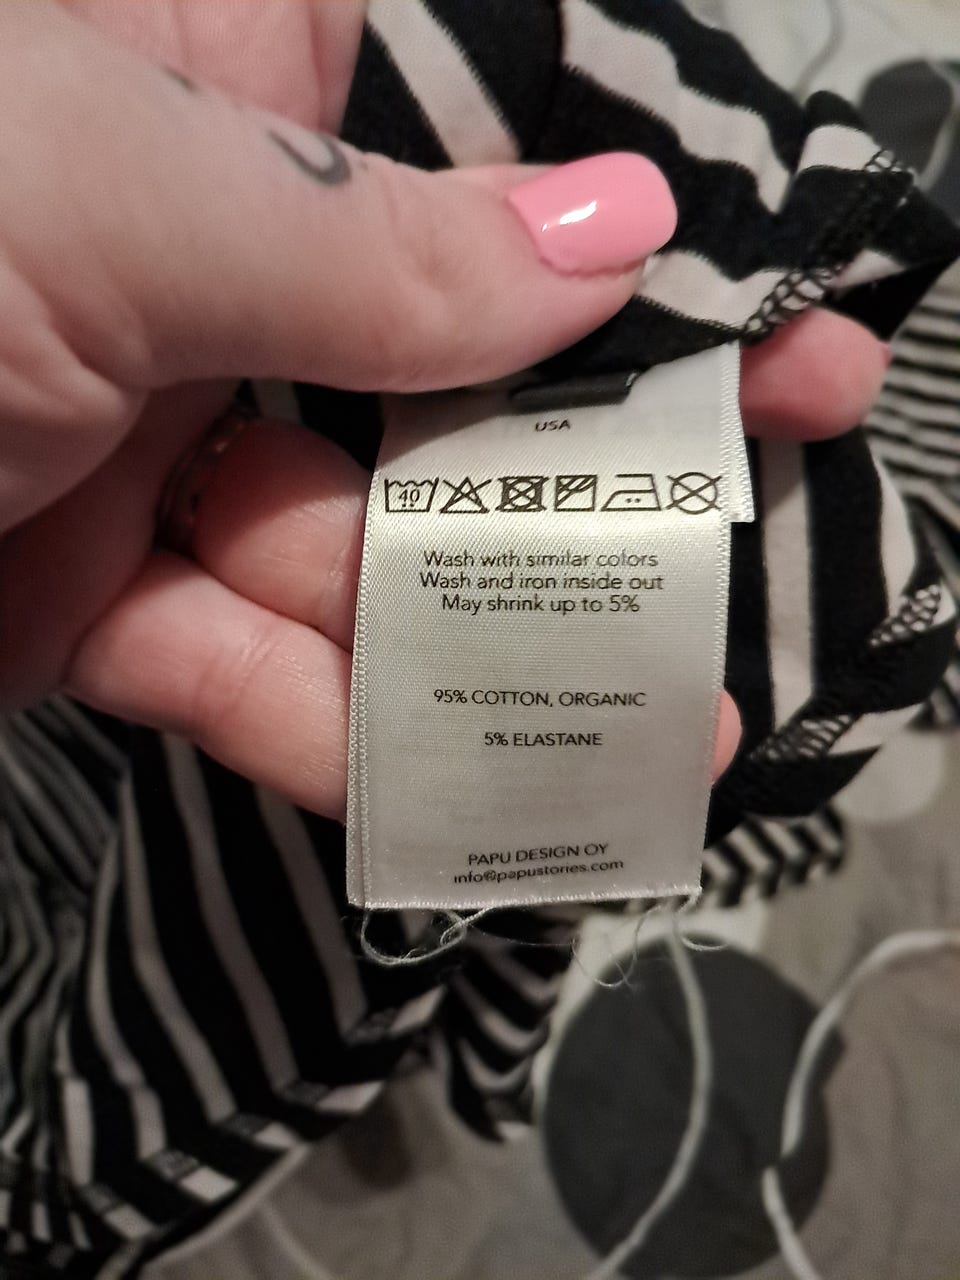 USA
40
Wash with similar colors
Wash and iron inside out
May shrink up to 5%
95% COTTON, ORGANIC
5% ELASTANE
PAPU DESIGN OY
info@papustories.com